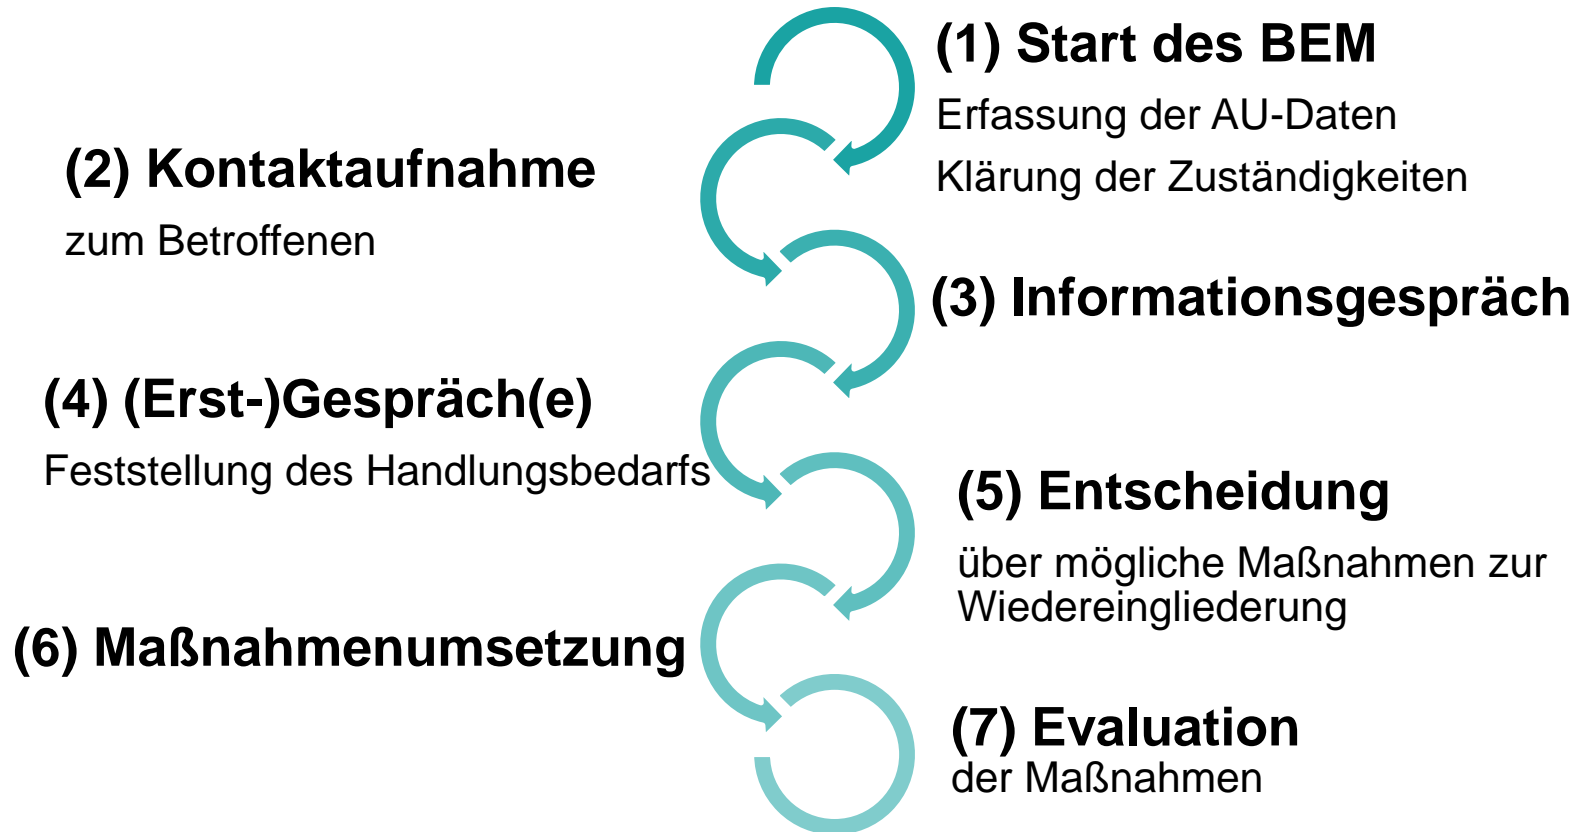 (1) Start des BEM
Erfassung der AU-Daten
Klärung der Zuständigkeiten
(2) Kontaktaufnahme
zum Betroffenen
(3) Informationsgespräch
(4) (Erst-)Gespräch(e)
Feststellung des Handlungsbedarfs
(5) Entscheidung
über mögliche Maßnahmen zur
Wiedereingliederung
(6) Maßnahmenumsetzung
(7) Evaluation
der Maßnahmen